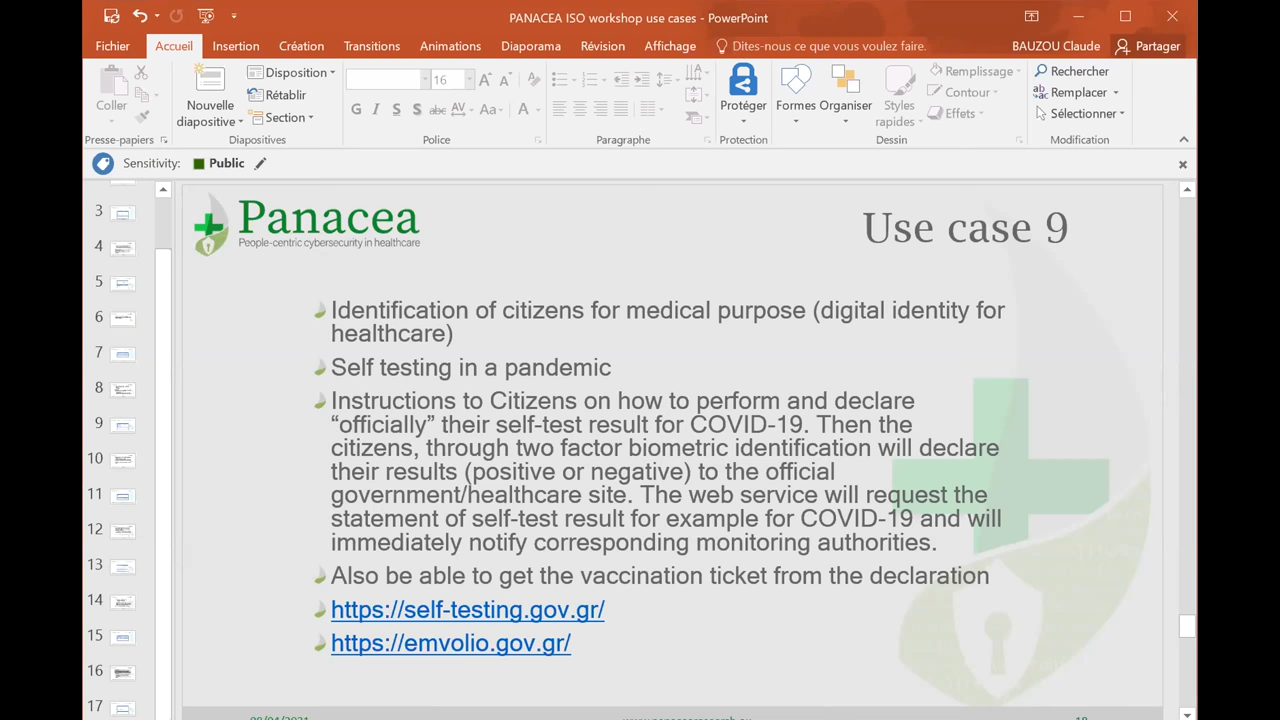 PANACEA ISO workshop use cases - PowerPoint
Fichier Accueil Insertion Création Transitions Animations Diaporama Révision Affichage Dites-nous ce que vous voulez faire. BAUZOU Claude Partager
Coller
Nouvelle diapositive
Disposition
Rétablir
Section
16
G I S S abc AV Aa A
Protéger
Formes
Organiser
Styles rapides
Remplissage
Contour
Effets
Rechercher
Remplacer
Sélectionner
Presse-papiers Diapositives Police Paragraphe Protection Dessin Modification
Sensitivity: Public
3
4
5
6
7
8
9
10
11
12
13
14
15
16
17
Panacea
People-centric cybersecurity in healthcare
Use case 9
Identification of citizens for medical purpose (digital identity for
healthcare)
Self testing in a pandemic
Instructions to Citizens on how to perform and declare
“officially” their self-test result for COVID-19. Then the
citizens, through two factor biometric identification will declare
their results (positive or negative) to the official
government/healthcare site. The web service will request the
statement of self-test result for example for COVID-19 and will
immediately notify corresponding monitoring authorities.
Also be able to get the vaccination ticket from the declaration
https://self-testing.gov.gr/
https://emvolio.gov.gr/